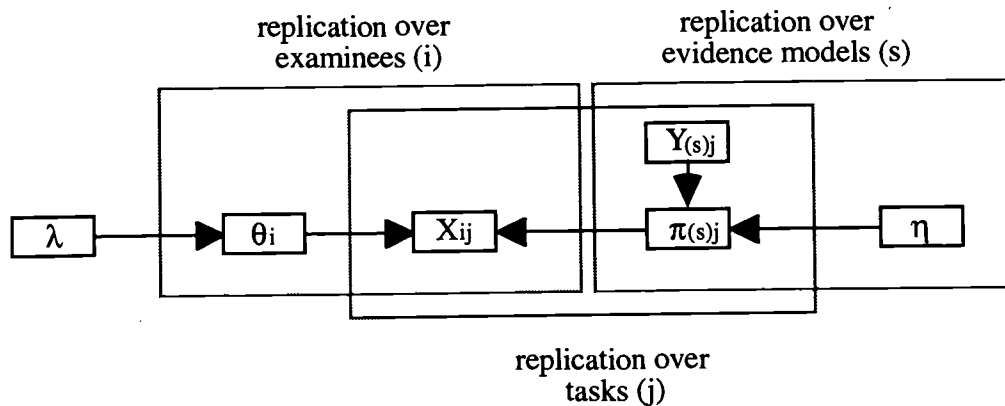 replication over
examinees (i)
replication over
evidence models (s)
Y(s)j
λ
θi
Xij
π(s)j
η
replication over
tasks (j)